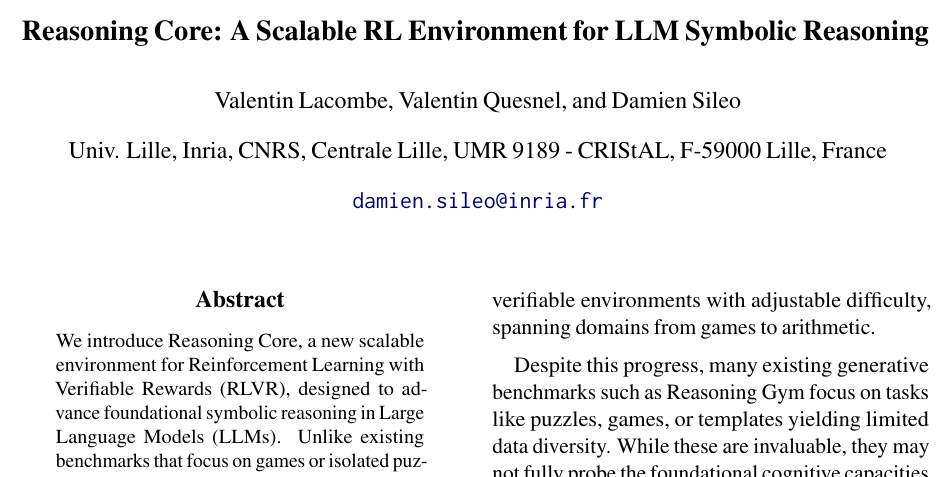 Reasoning Core: A Scalable RL Environment for LLM Symbolic Reasoning
Valentin Lacombe, Valentin Quesnel, and Damien Sileo
Univ. Lille, Inria, CNRS, Centrale Lille, UMR 9189 - CRIStAL, F-59000 Lille, France
damien.sileo@inria.fr
Abstract
We introduce Reasoning Core, a new scalable
environment for Reinforcement Learning with
Verifiable Rewards (RLVR), designed to ad-
vance foundational symbolic reasoning in Large
Language Models (LLMs). Unlike existing
benchmarks that focus on games or isolated puz-
verifiable environments with adjustable difficulty,
spanning domains from games to arithmetic.
Despite this progress, many existing generative
benchmarks such as Reasoning Gym focus on tasks
like puzzles, games, or templates yielding limited
data diversity. While these are invaluable, they may
not fully probe the foundational cognitive capacities